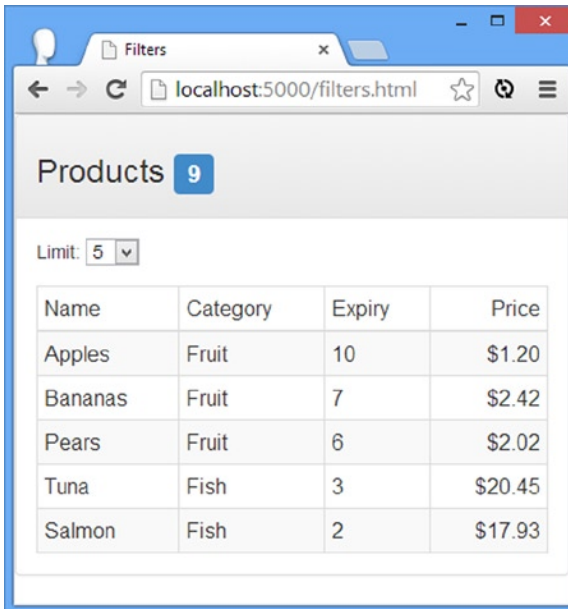 Filters
localhost:5000/filters.html
Products 9
Limit: 5
Name Category Expiry Price
Apples Fruit 10 $1.20
Bananas Fruit 7 $2.42
Pears Fruit 6 $2.02
Tuna Fish 3 $20.45
Salmon Fish 2 $17.93